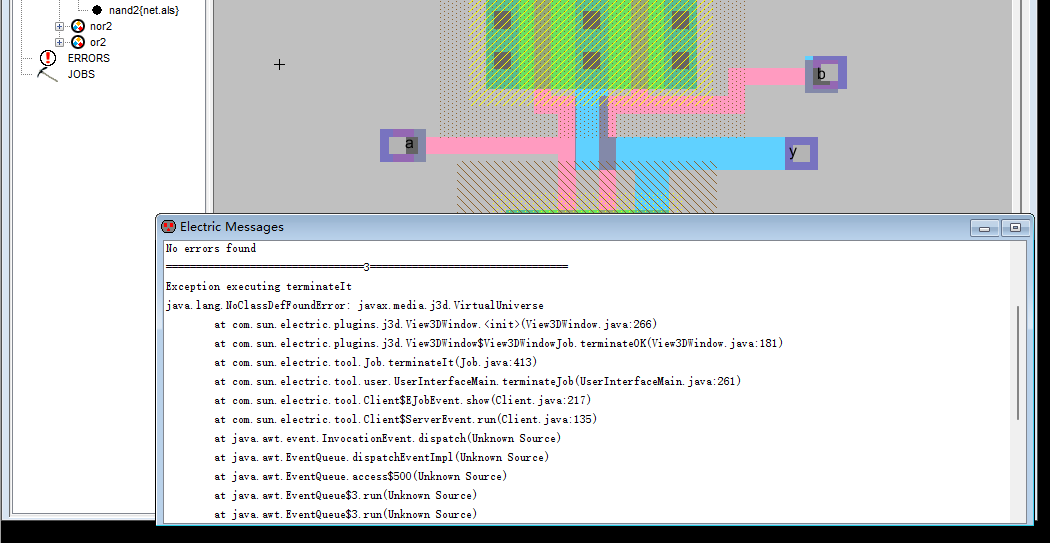 nand2{net.als}
nor2
or2
ERRORS
JOBS
b
a
y
Electric Messages
No errors found
=================================3=================================
Exception executing terminateIt
java.lang.NoClassDefFoundError: javax.media.j3d.VirtualUniverse
at com.sun.electric.plugins.j3d.View3DWindow.<init>(View3DWindow.java:266)
at com.sun.electric.plugins.j3d.View3DWindow$View3DWindowJob.terminateOK(View3DWindow.java:181)
at com.sun.electric.tool.Job.terminateIt(Job.java:413)
at com.sun.electric.tool.user.UserInterfaceMain.terminateJob(UserInterfaceMain.java:261)
at com.sun.electric.tool.Client$EJobEvent.show(Client.java:217)
at com.sun.electric.tool.Client$ServerEvent.run(Client.java:135)
at java.awt.event.InvocationEvent.dispatch(Unknown Source)
at java.awt.EventQueue.dispatchEventImpl(Unknown Source)
at java.awt.EventQueue.access$500(Unknown Source)
at java.awt.EventQueue$3.run(Unknown Source)
at java.awt.EventQueue$3.run(Unknown Source)